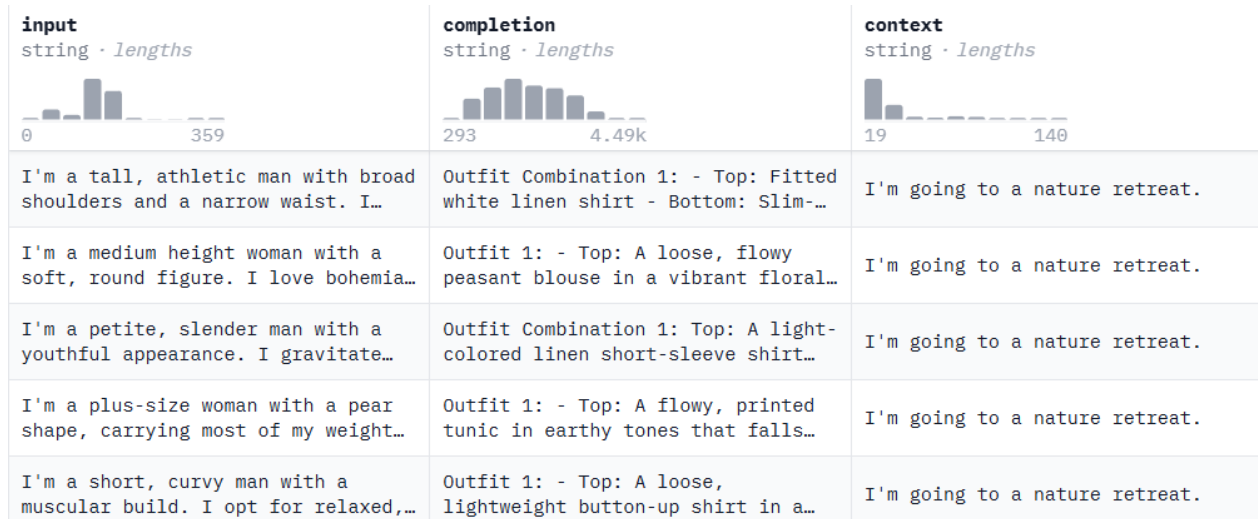 input completion context
string · lengths string · lengths string · lengths
0 359 293 4.49k 19 140
I'm a tall, athletic man with broad
shoulders and a narrow waist. I…
Outfit Combination 1: - Top: Fitted
white linen shirt - Bottom: Slim-…
I'm going to a nature retreat.
I'm a medium height woman with a
soft, round figure. I love bohemia…
Outfit 1: - Top: A loose, flowy
peasant blouse in a vibrant floral…
I'm going to a nature retreat.
I'm a petite, slender man with a
youthful appearance. I gravitate…
Outfit Combination 1: Top: A light-
colored linen short-sleeve shirt…
I'm going to a nature retreat.
I'm a plus-size woman with a pear
shape, carrying most of my weight…
Outfit 1: - Top: A flowy, printed
tunic in earthy tones that falls…
I'm going to a nature retreat.
I'm a short, curvy man with a
muscular build. I opt for relaxed,…
Outfit 1: - Top: A loose,
lightweight button-up shirt in a…
I'm going to a nature retreat.